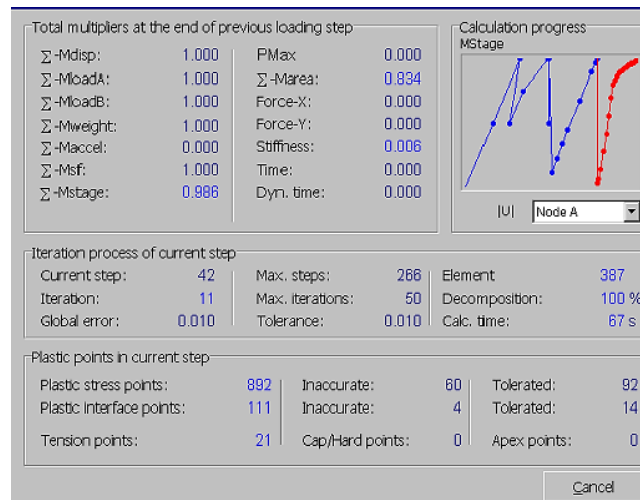 Total multipliers at the end of previous loading step
Σ-Mdisp: 1.000 PMax 0.000
Σ-MloadA: 1.000 Σ-Marea: 0.834
Σ-MloadB: 1.000 Force-X: 0.000
Σ-Mweight: 1.000 Force-Y: 0.000
Σ-Maccel: 0.000 Stiffness: 0.006
Σ-Msf: 1.000 Time: 0.000
Σ-Mstage: 0.986 Dyn. time: 0.000
Calculation progress
MStage
|U| Node A
Iteration process of current step
Current step: 42 Max. steps: 266 Element 387
Iteration: 11 Max. iterations: 50 Decomposition: 100 %
Global error: 0.010 Tolerance: 0.010 Calc. time: 67 s
Plastic points in current step
Plastic stress points: 892 Inaccurate: 60 Tolerated: 92
Plastic interface points: 111 Inaccurate: 4 Tolerated: 14
Tension points: 21 Cap/Hard points: 0 Apex points: 0
Cancel